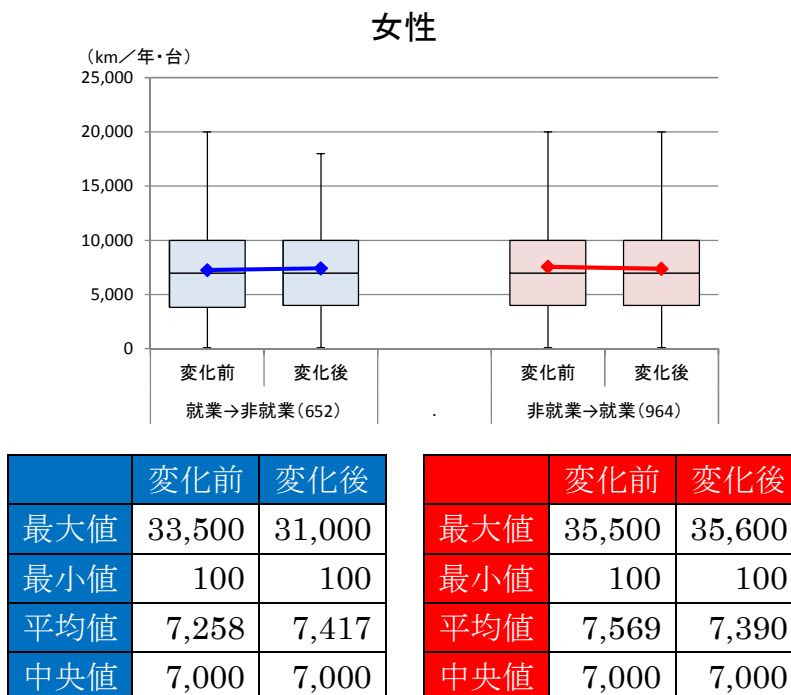 女性
（km／年・台）
25,000
20,000
15,000
10,000
5,000
0
変化前 変化後 変化前 変化後
就業→非就業（652） . 非就業→就業（964）
変化前 変化後
最大値 33,500 31,000
最小値 100 100
平均値 7,258 7,417
中央値 7,000 7,000
変化前 変化後
最大値 35,500 35,600
最小値 100 100
平均値 7,569 7,390
中央値 7,000 7,000